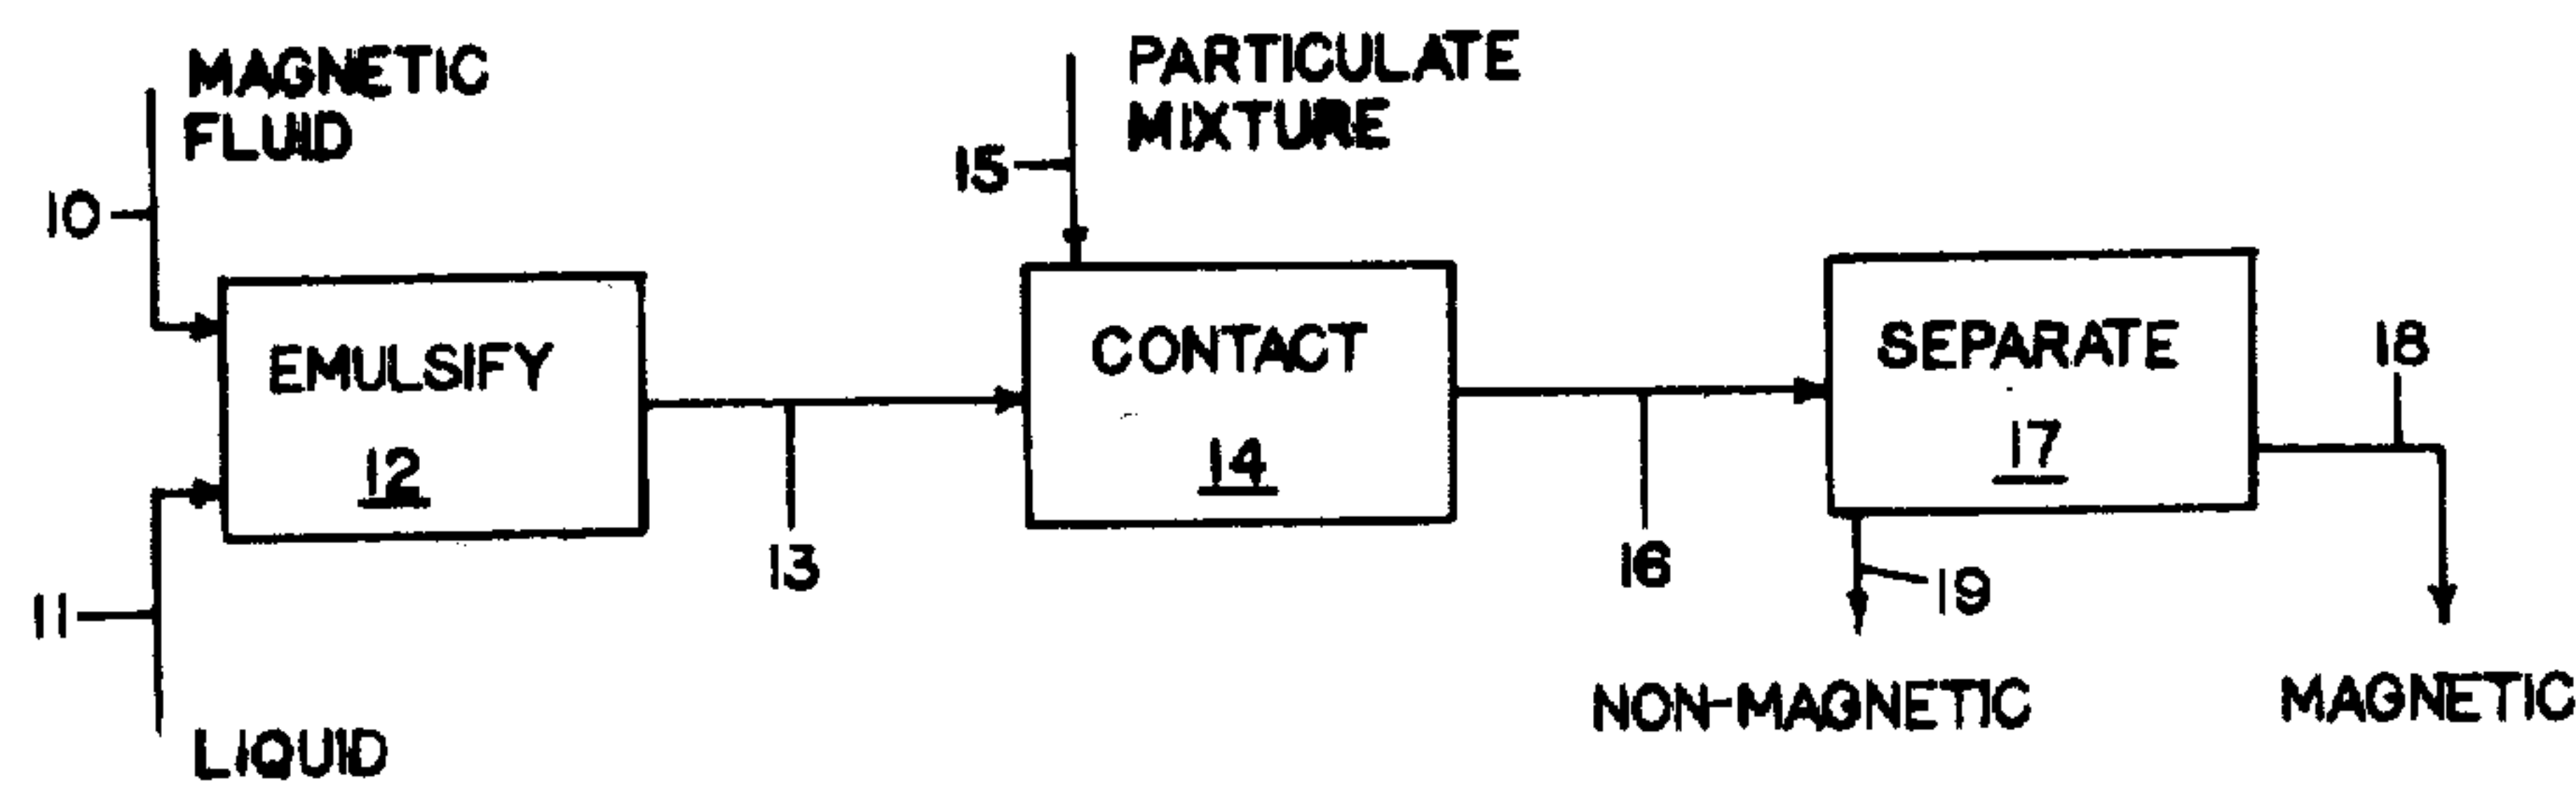 MAGNETIC
FLUID
10
EMULSIFY
12
11
LIQUID
13
PARTICULATE
MIXTURE
15
CONTACT
14
16
SEPARATE
17
18
19
NON-MAGNETIC
MAGNETIC